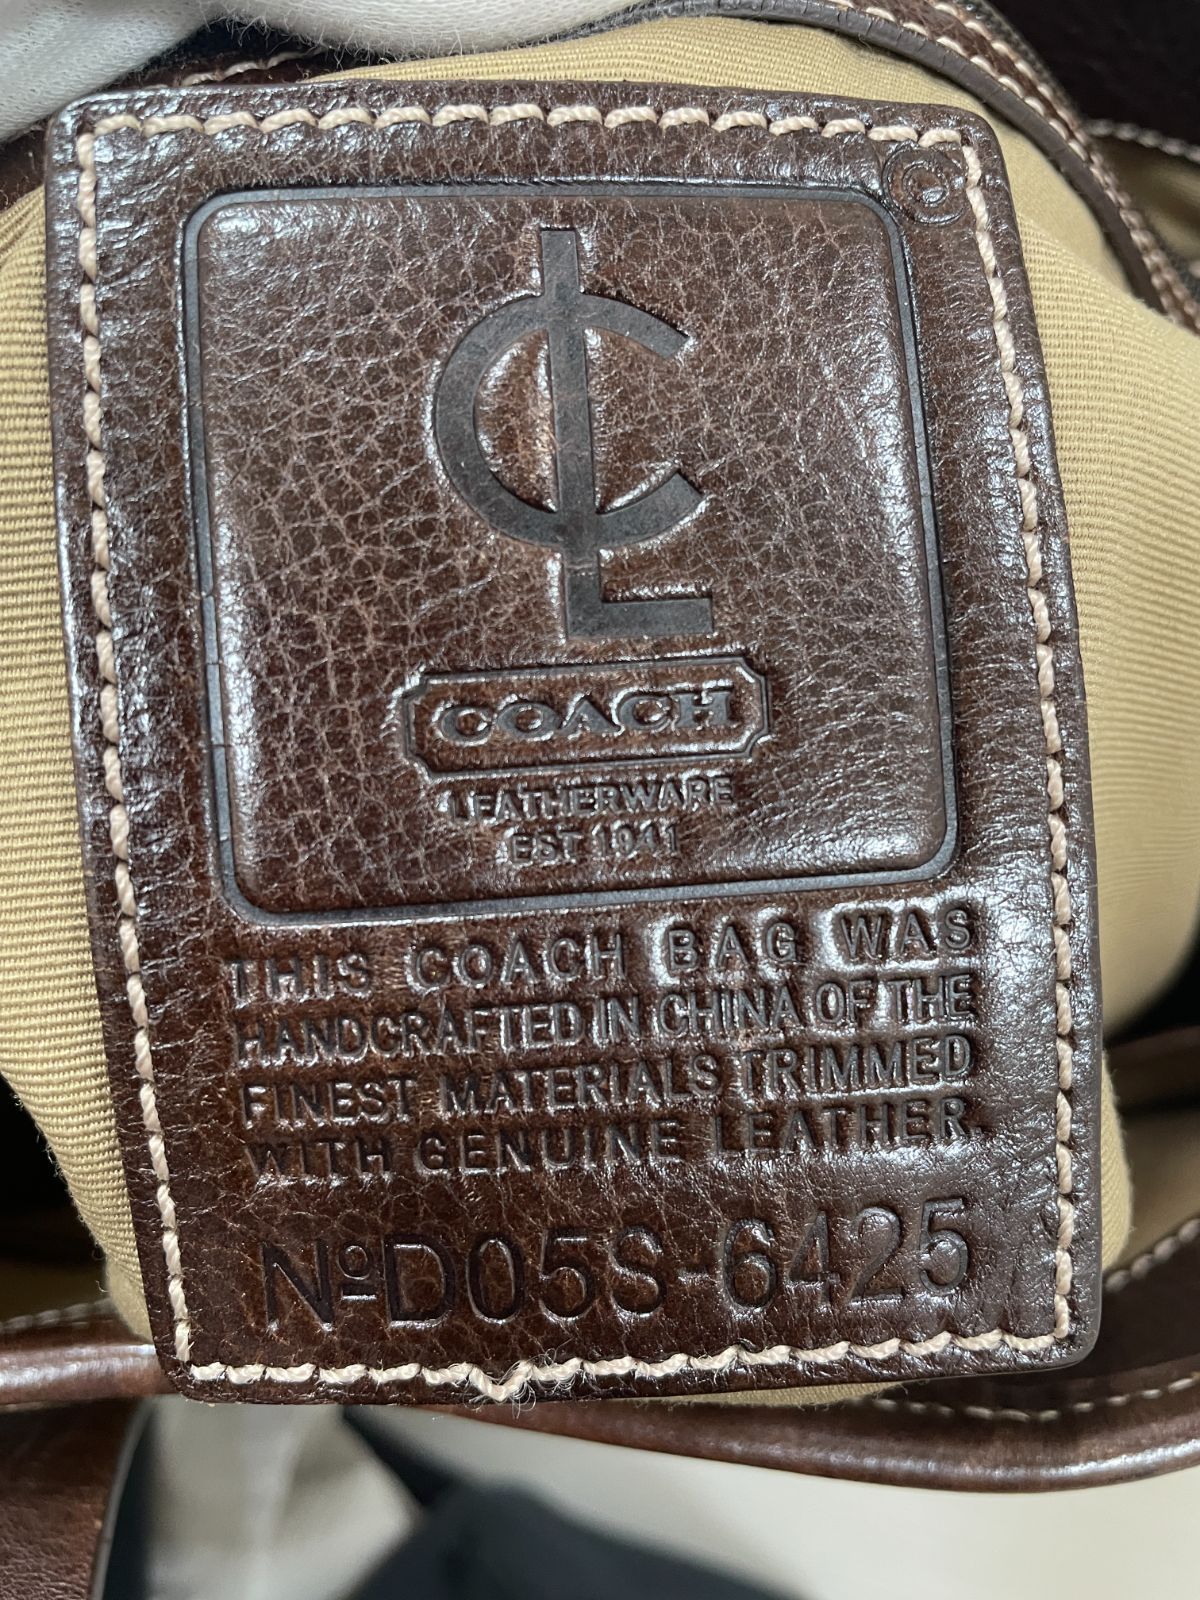 ©
CL
COACH
LEATHERWARE
EST 1941
THIS COACH BAG WAS
HANDCRAFTED IN CHINA OF THE
FINEST MATERIALS TRIMMED
WITH GENUINE LEATHER.
NºD05S-6425